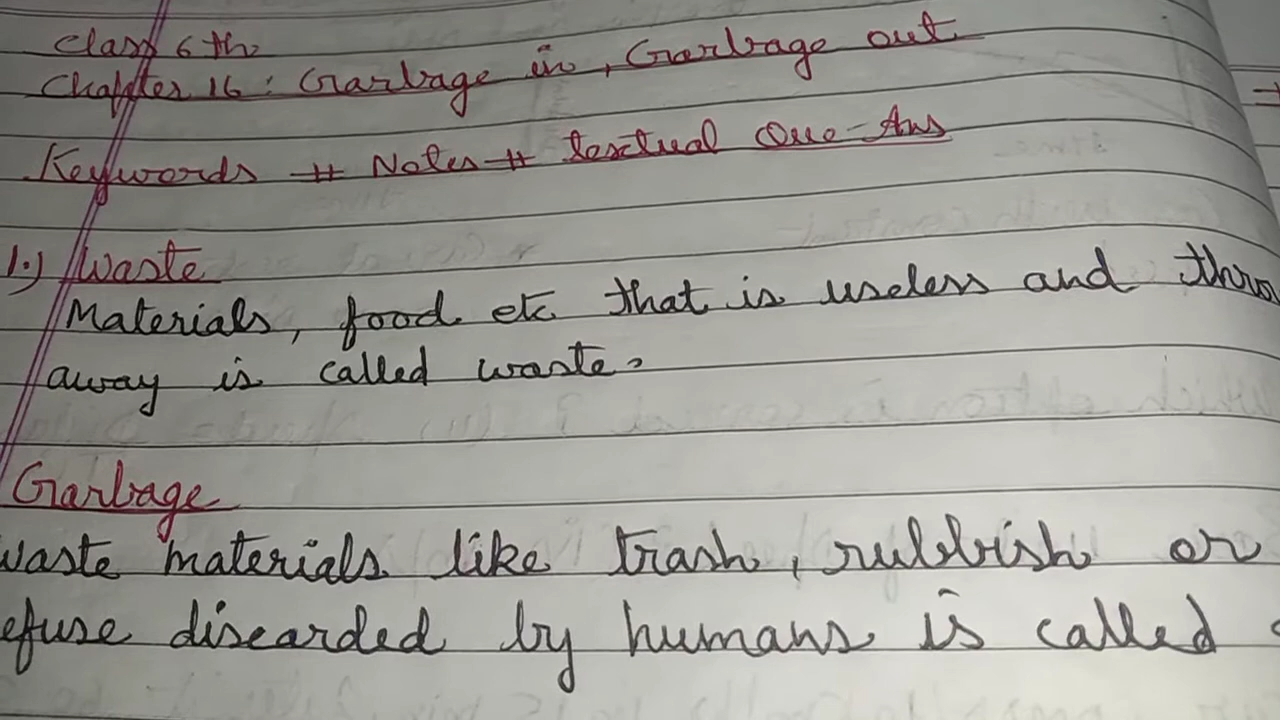 Class 6th
Chapter 16: Garbage in, Garbage out
Keywords # Notes # textual Que-Ans
1.) Waste
Materials, food etc that is useless and throw
away is called waste.
Garbage
waste materials like trash, rubbish or
efuse discarded by humans is called